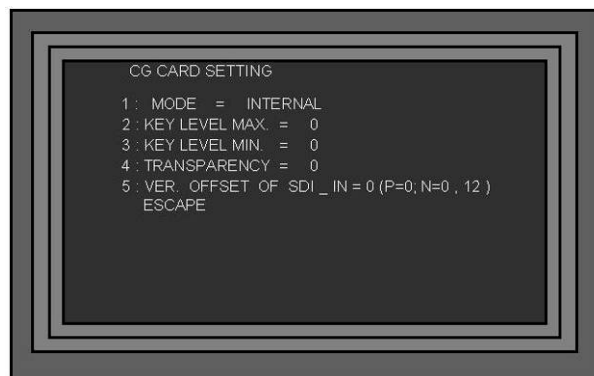 CG CARD SETTING
1 : MODE = INTERNAL
2 : KEY LEVEL MAX. = 0
3 : KEY LEVEL MIN. = 0
4 : TRANSPARENCY = 0
5 : VER. OFFSET OF SDI _ IN = 0 (P=0; N=0 , 12 )
ESCAPE